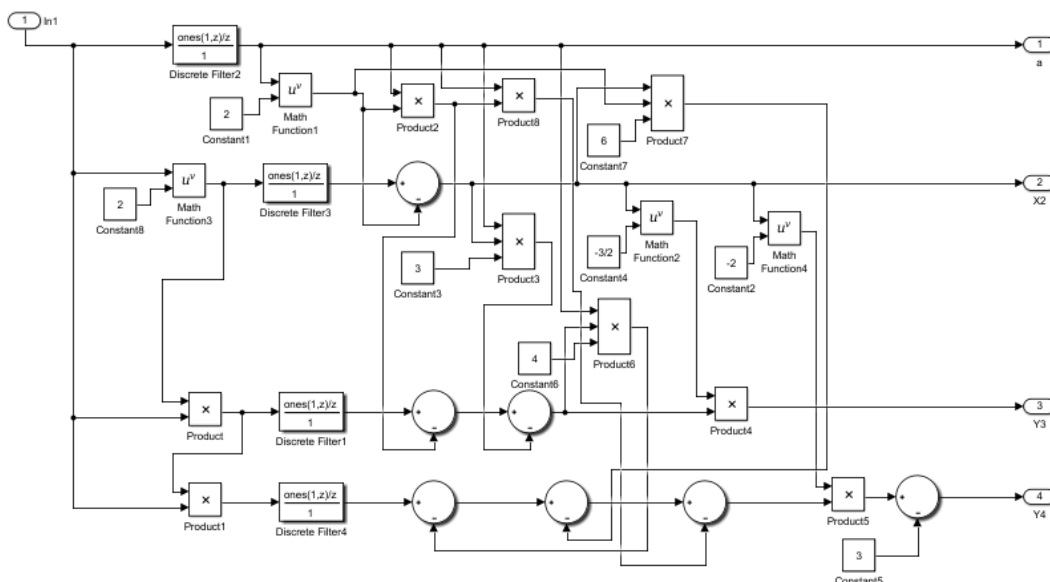 1
In1
ones(1,z)/z
1
Discrete Filter2
1
a
u^v
Math
Function1
2
Constant1
×
Product2
×
Product8
×
Product7
6
Constant7
u^v
Math
Function3
2
Constant8
ones(1,z)/z
1
Discrete Filter3
+
-
2
X2
×
Product3
3
Constant3
u^v
Math
Function2
-3/2
Constant4
u^v
Math
Function4
-2
Constant2
×
Product6
4
Constant6
×
Product
ones(1,z)/z
1
Discrete Filter1
+
-
+
-
×
Product4
3
Y3
×
Product1
ones(1,z)/z
1
Discrete Filter4
+
-
+
-
+
-
×
Product5
+
-
4
Y4
3
Constant5